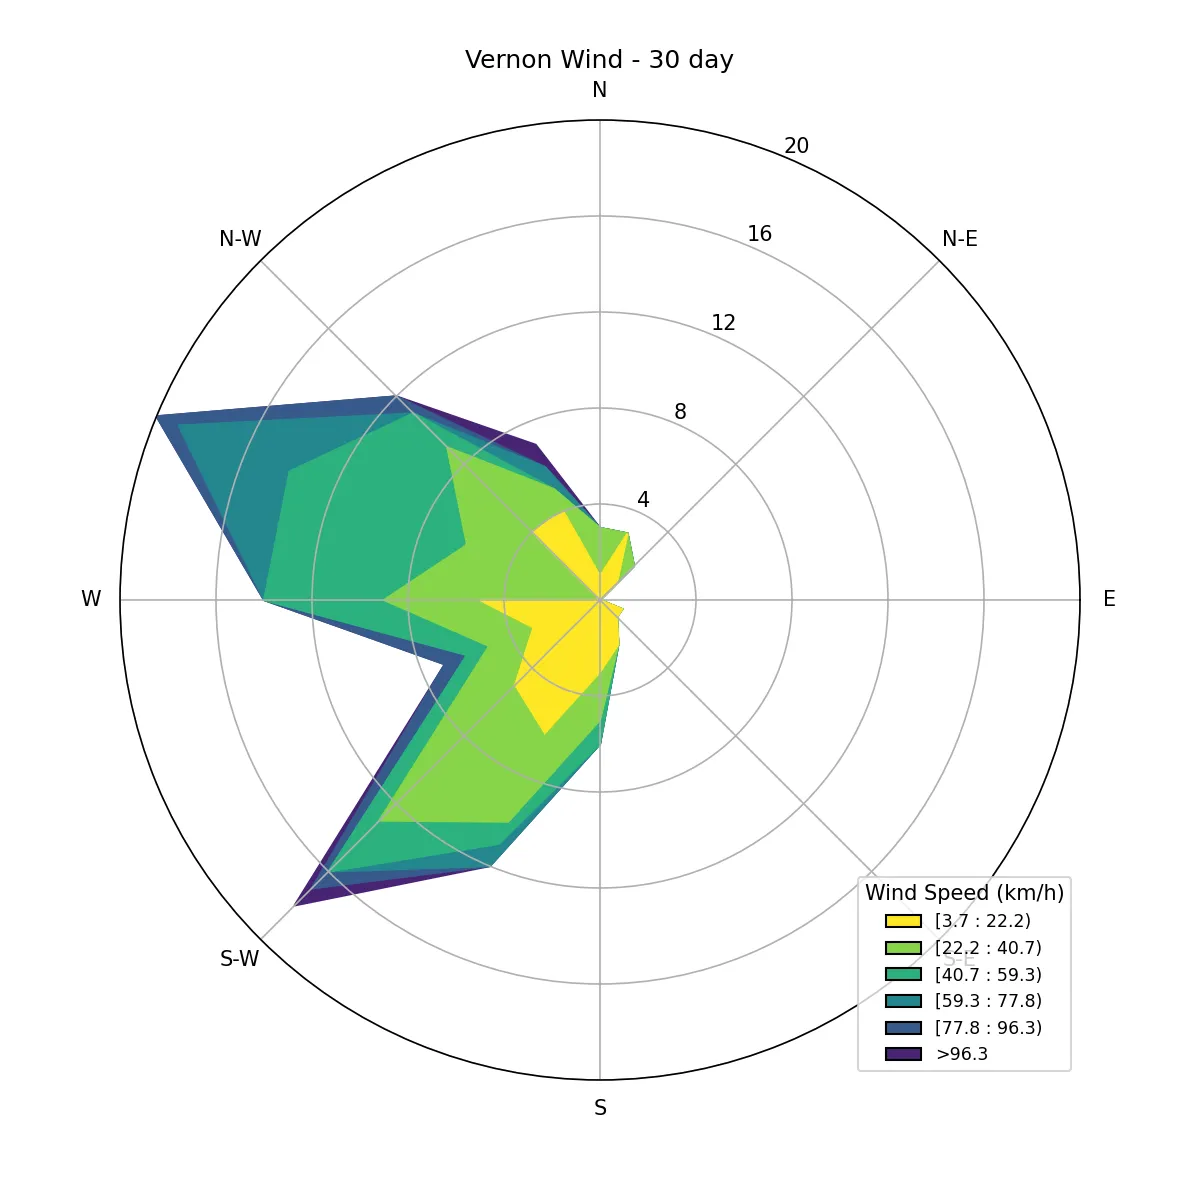 Vernon Wind - 30 day
N
20
N-W
N-E
16
12
8
4
W
E
Wind Speed (km/h)
[3.7 : 22.2)
[22.2 : 40.7)
S-W
S-E
[40.7 : 59.3)
[59.3 : 77.8)
[77.8 : 96.3)
>96.3
S